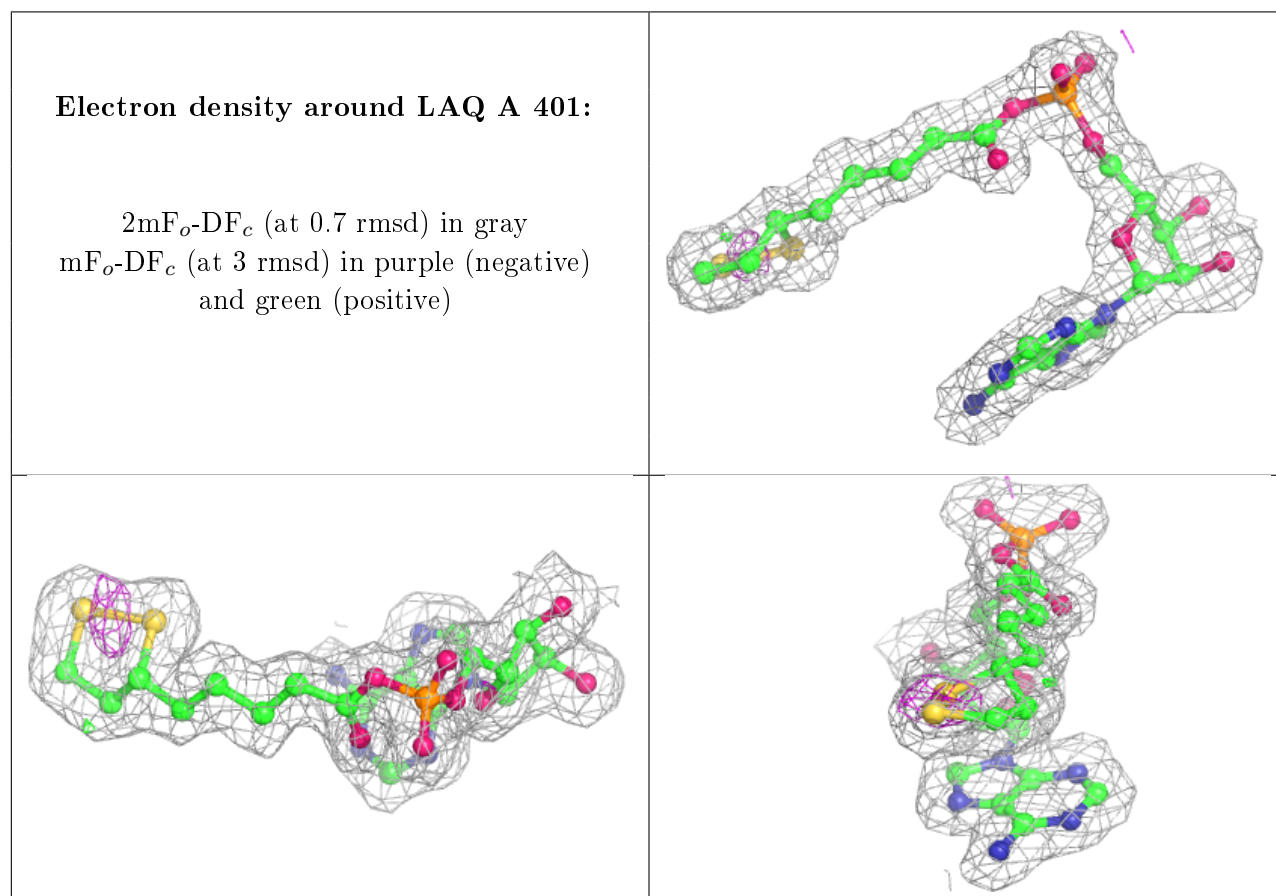 Electron density around LAQ A 401:
2mFₒ-DF𝒸 (at 0.7 rmsd) in gray
mFₒ-DF𝒸 (at 3 rmsd) in purple (negative)
and green (positive)